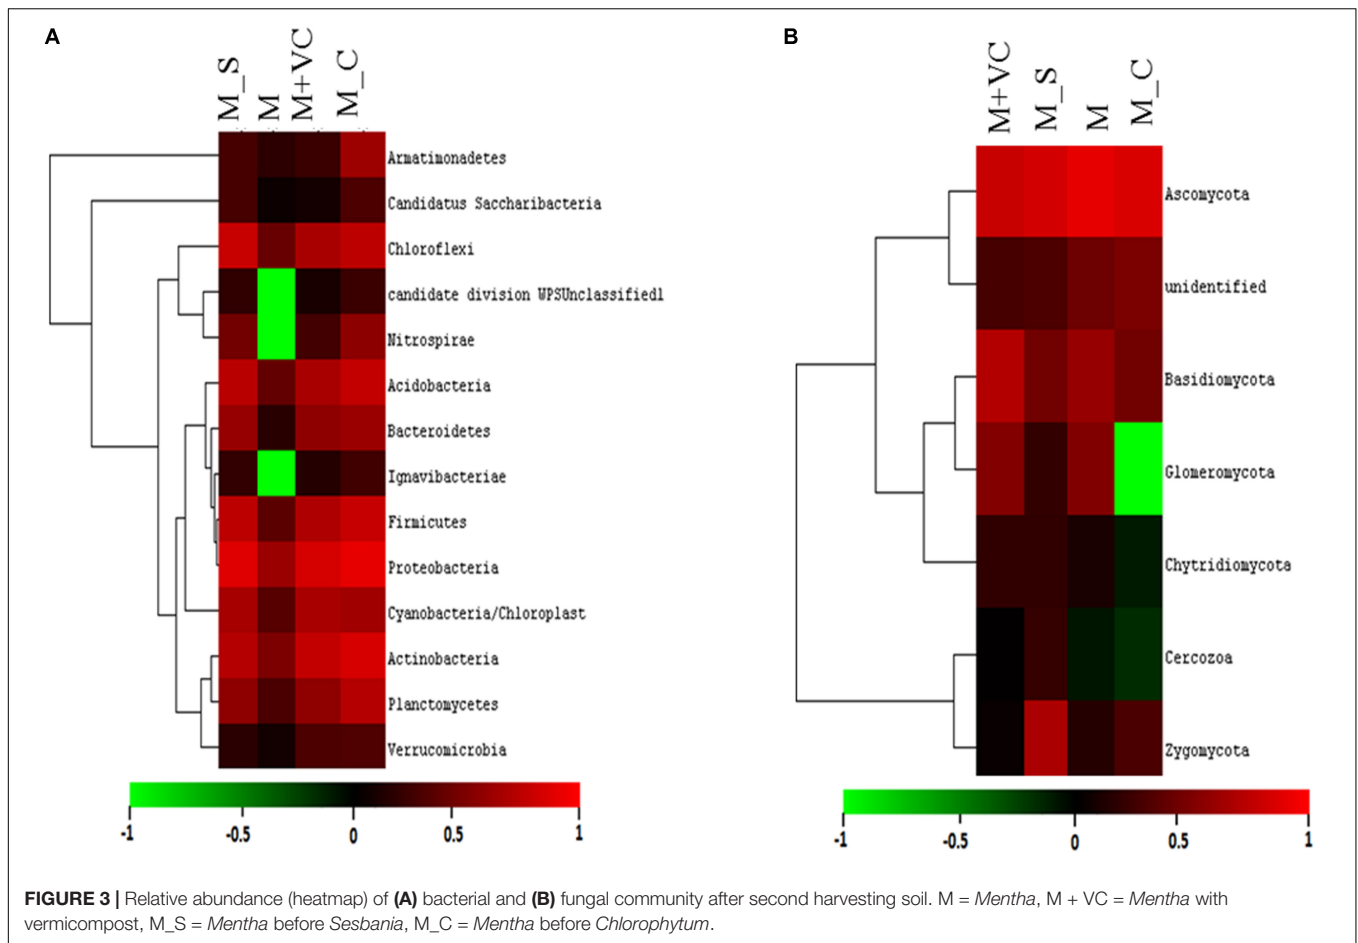 A
B
M_S
M
M+VC
M_C
M+VC
M_S
M
M_C
Armatimonadetes
Candidatus Saccharibacteria
Chloroflexi
candidate division WPSUnclassified1
Nitrospirae
Acidobacteria
Bacteroidetes
Ignavibacteriae
Firmicutes
Proteobacteria
Cyanobacteria/Chloroplast
Actinobacteria
Planctomycetes
Verrucomicrobia
-1 -0.5 0 0.5 1
Ascomycota
unidentified
Basidiomycota
Glomeromycota
Chytridiomycota
Cercozoa
Zygomycota
-1 -0.5 0 0.5 1
FIGURE 3 | Relative abundance (heatmap) of (A) bacterial and (B) fungal community after second harvesting soil. M = Mentha, M + VC = Mentha with
vermicompost, M_S = Mentha before Sesbania, M_C = Mentha before Chlorophytum.